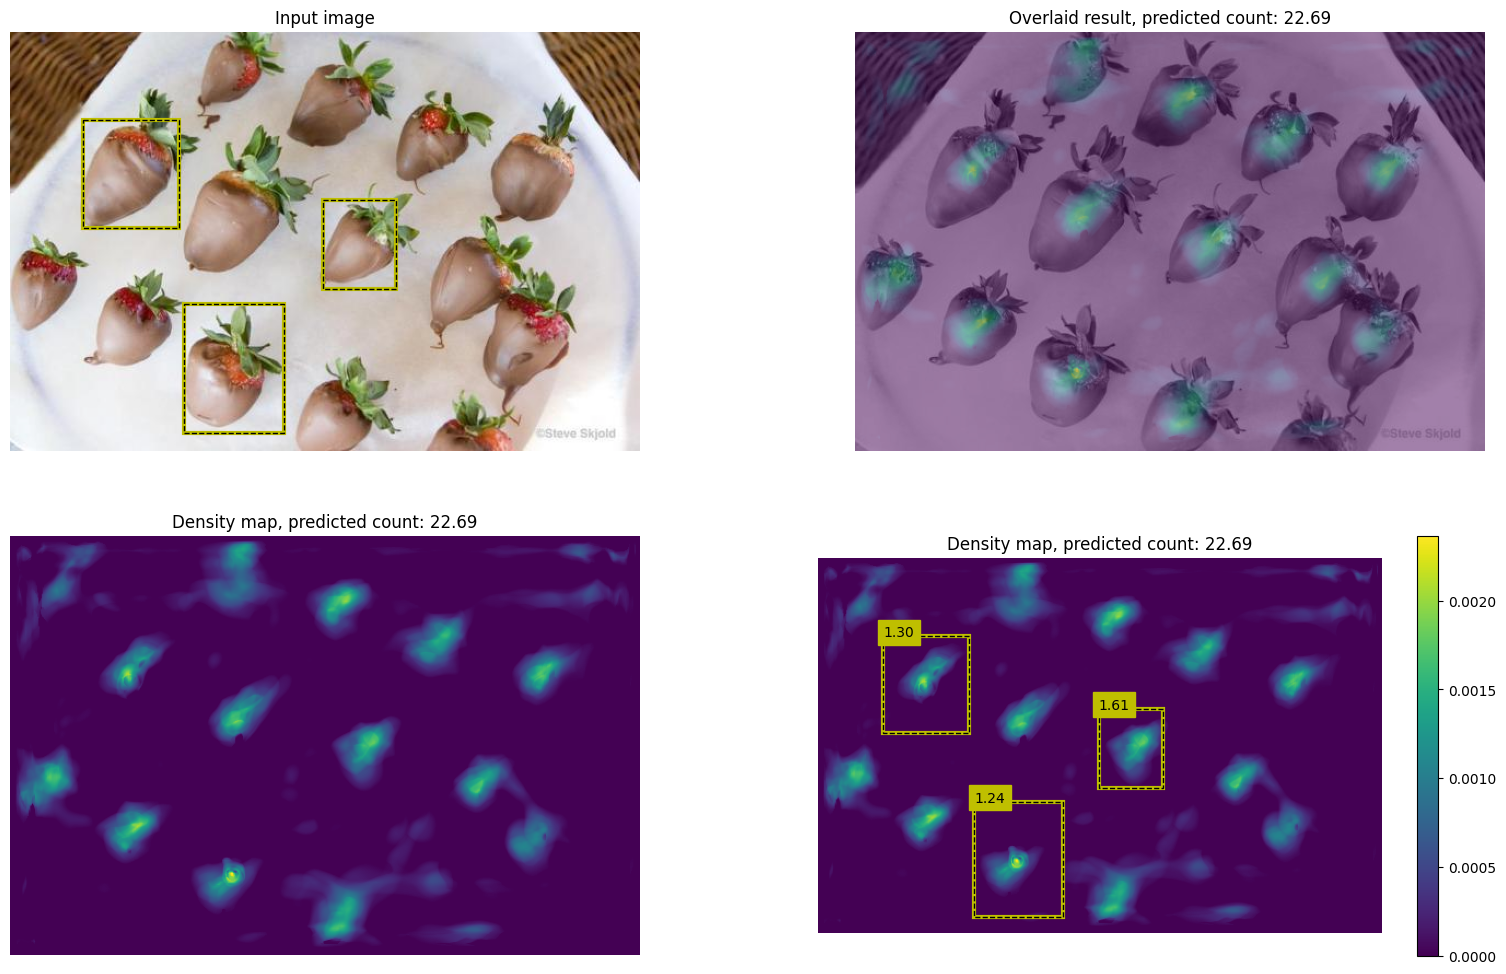 Input image
Overlaid result, predicted count: 22.69
©Steve Skjold
©Steve Skjold
Density map, predicted count: 22.69
Density map, predicted count: 22.69
1.30
1.61
1.24
0.0020
0.0015
0.0010
0.0005
0.0000